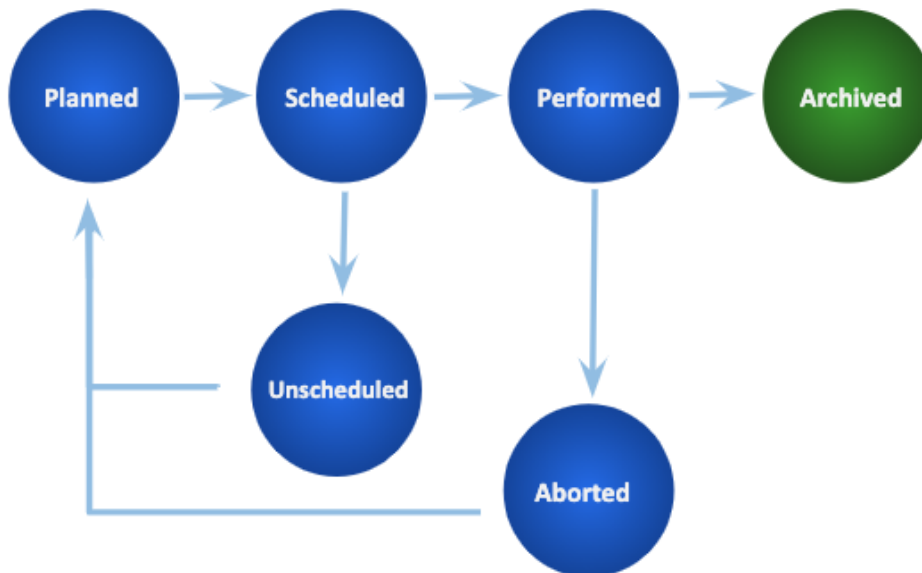 Planned
Scheduled
Performed
Archived
Unscheduled
Aborted